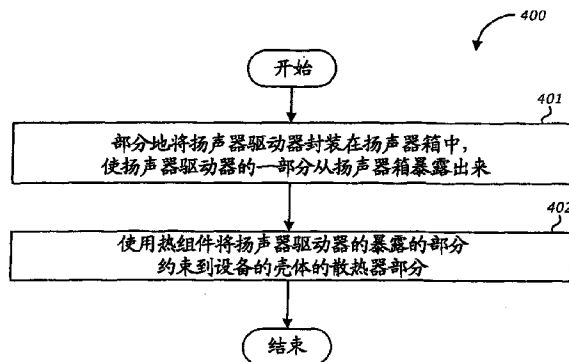 400
开始
401
部分地将扬声器驱动器封装在扬声器箱中,
使扬声器驱动器的一部分从扬声器箱暴露出来
402
使用热组件将扬声器驱动器的暴露的部分
约束到设备的壳体的散热器部分
结束